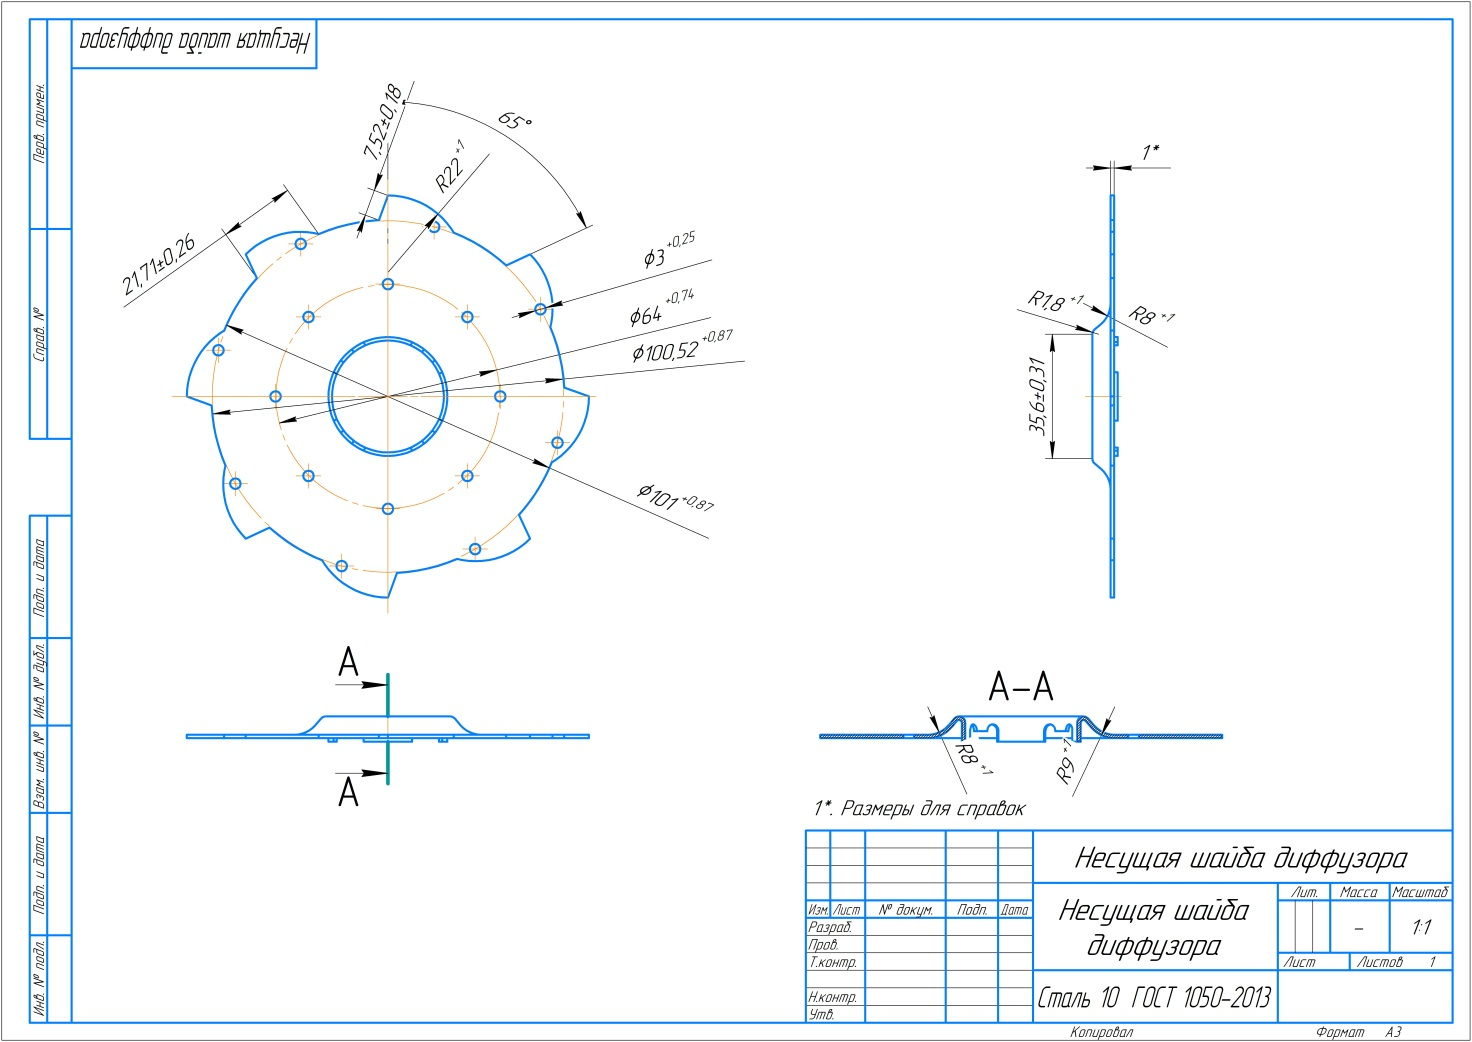 Несущая шайба диффузора
Перв. примен.
Справ. №
Подп. и дата
Инв. № дубл.
Взам. инв. №
Подп. и дата
Инв. № подл.
7,52±0,18
65°
R22 +1
21,71±0,26
ϕ3 +0,25
ϕ64 +0,74
ϕ100,52 +0,87
ϕ101 +0,87
1*
R1,8 +1
R8 +1
35,6±0,31
А
А
А-А
R8 +1
R9 +1
1*. Размеры для справок
Несущая шайба диффузора
Изм. Лист № докум. Подп. Дата
Разраб.
Пров.
Т.контр.
Н.контр.
Утв.
Несущая шайба
диффузора
Лит. Масса Масштаб
– 1:1
Лист Листов 1
Сталь 10 ГОСТ 1050-2013
Копировал Формат А3